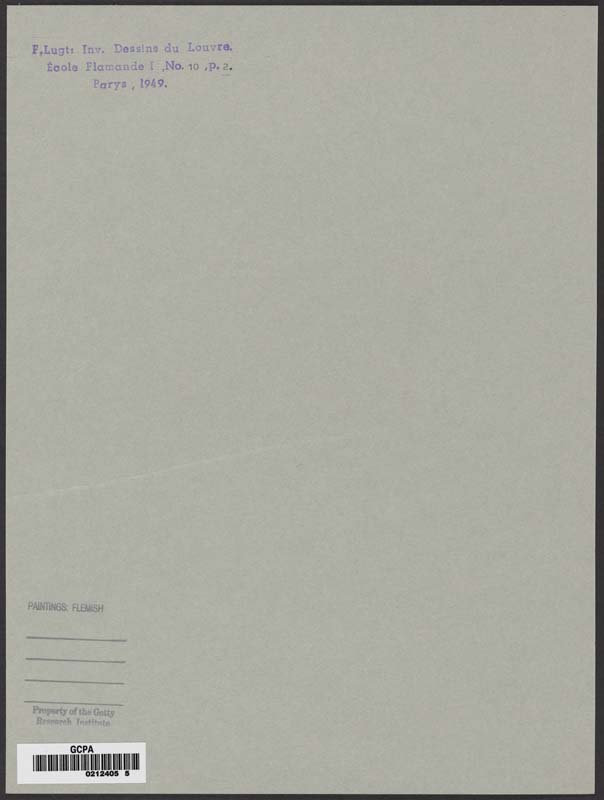 F.Lugt: Inv. Dessins du Louvre.
École Flamande I ,No. 10 ,p. 2.
Parys , 1949.
PAINTINGS: FLEMISH
Property of the Getty
Research Institute
GCPA
0212405 5